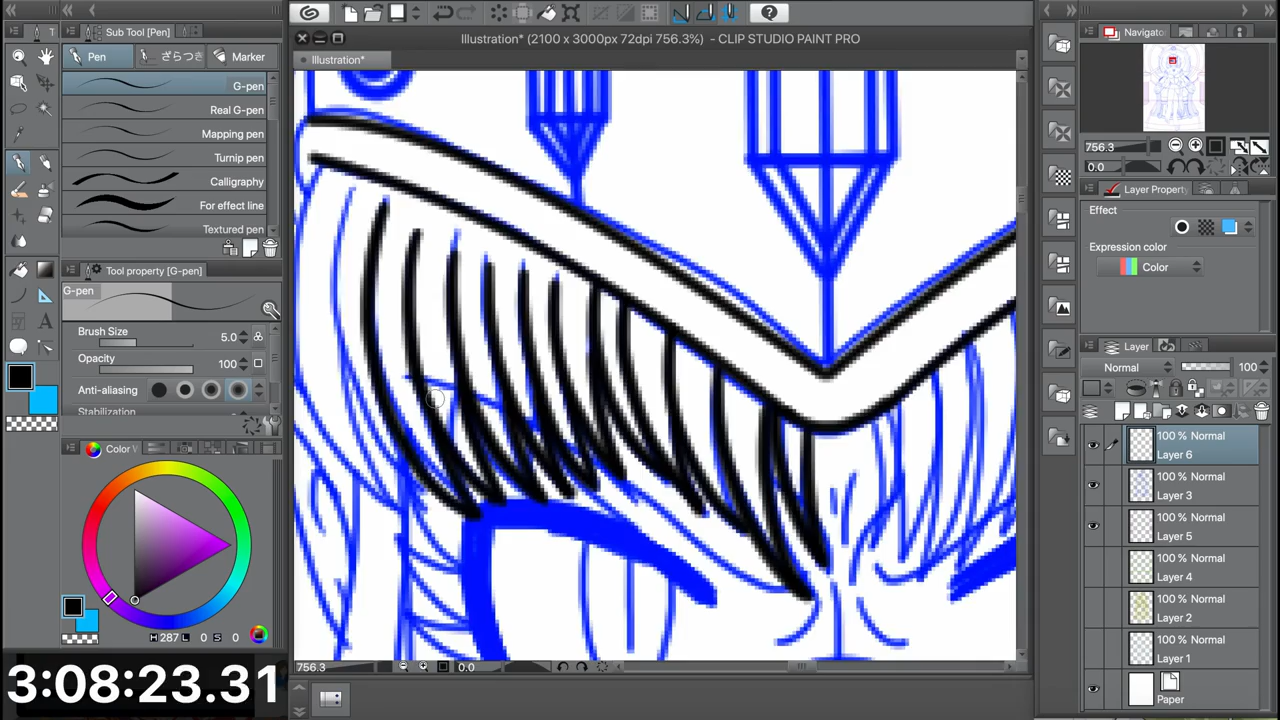 Sub Tool [Pen]
Pen
ざらつき
Marker
G-pen
Real G-pen
Mapping pen
Turnip pen
Calligraphy
For effect line
Textured pen
Tool property [G-pen]
G-pen
Brush Size
5.0
Opacity
100
Anti-aliasing
Stabilization
Color
H 287 L 0 S 0
3:08:23.31
Illustration* (2100 x 3000px 72dpi 756.3%) - CLIP STUDIO PAINT PRO
Illustration*
756.3
0.0
Navigator
756.3
0.0
Layer Property
Effect
Expression color
Color
Layer
Normal
100
100 % Normal
Layer 6
100 % Normal
Layer 3
100 % Normal
Layer 5
100 % Normal
Layer 4
100 % Normal
Layer 2
100 % Normal
Layer 1
Paper